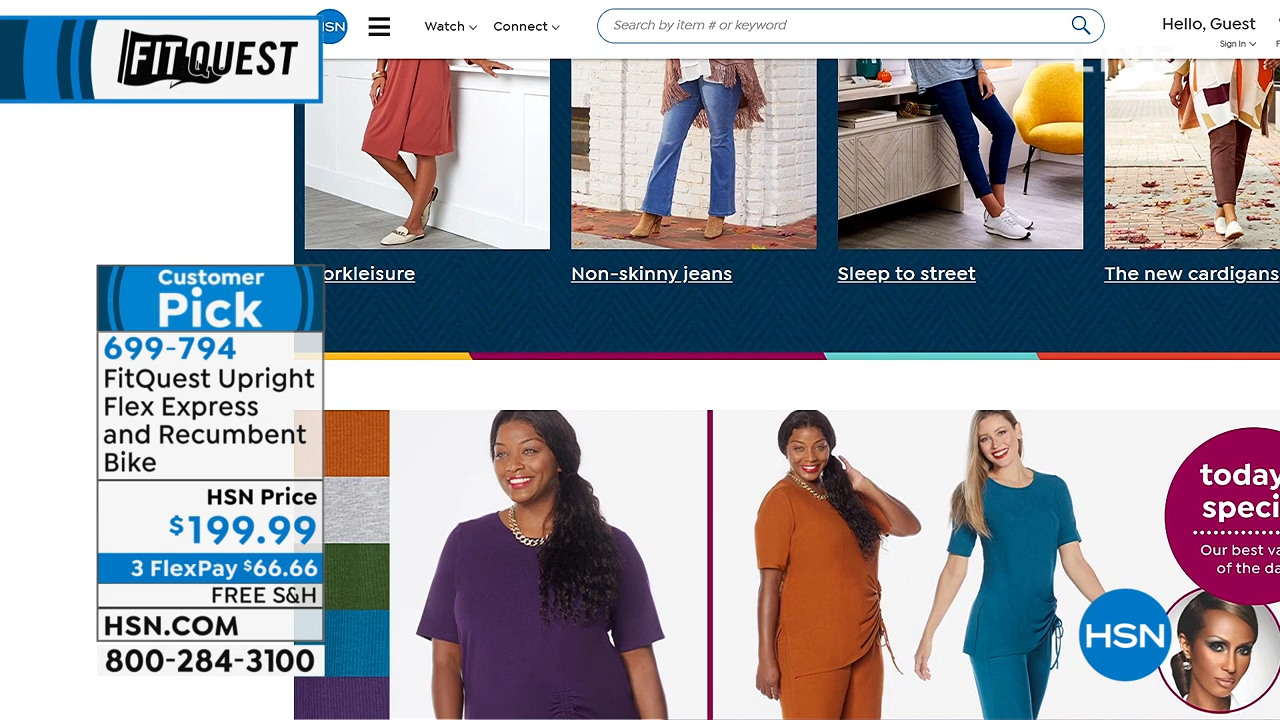 FITQUEST
HSN
Watch
Connect
Search by item # or keyword
Hello, Guest
Sign In
LIVE
orkleisure
Non-skinny jeans
Sleep to street
The new cardigans
Customer
Pick
699-794
FitQuest Upright
Flex Express
and Recumbent
Bike
HSN Price
$199.99
3 FlexPay $66.66
FREE S&H
HSN.COM
800-284-3100
today
speci
Our best va
of the da
HSN